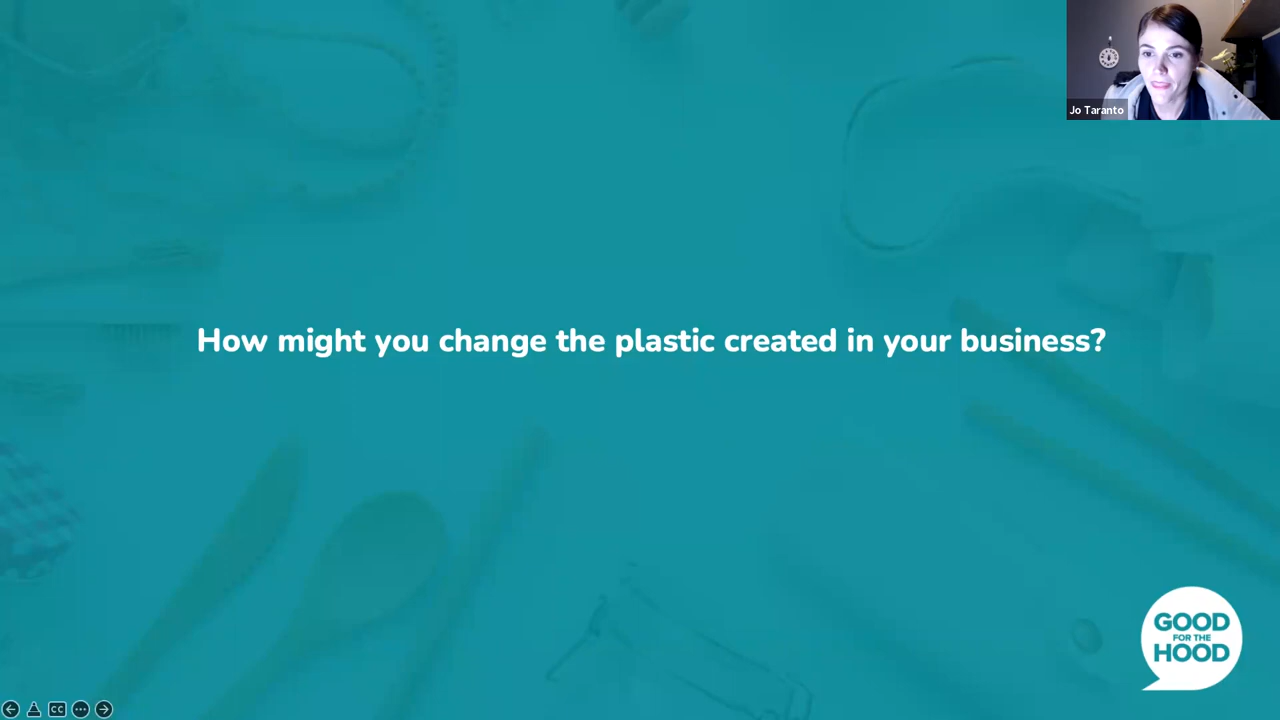 Jo Taranto
How might you change the plastic created in your business?
GOOD
FOR THE
HOOD
CC